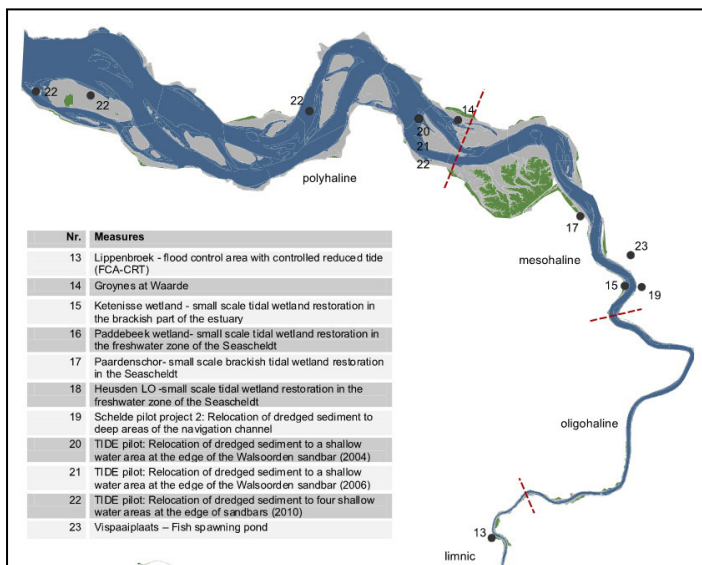 22
22
22
14
20
21
22
polyhaline
17
23
mesohaline
15
19
oligohaline
13
limnic
Nr. Measures
13 Lippenbroek - flood control area with controlled reduced tide
(FCA-CRT)
14 Groynes at Waarde
15 Ketenisse wetland - small scale tidal wetland restoration in
the brackish part of the estuary
16 Paddebeek wetland- small scale tidal wetland restoration in
the freshwater zone of the Seascheldt
17 Paardenschor- small scale brackish tidal wetland restoration
in the Seascheldt
18 Heusden LO -small scale tidal wetland restoration in the
freshwater zone of the Seascheldt
19 Schelde pilot project 2: Relocation of dredged sediment to
deep areas of the navigation channel
20 TIDE pilot: Relocation of dredged sediment to a shallow
water area at the edge of the Walsoorden sandbar (2004)
21 TIDE pilot: Relocation of dredged sediment to a shallow
water area at the edge of the Walsoorden sandbar (2006)
22 TIDE pilot: Relocation of dredged sediment to four shallow
water areas at the edge of sandbars (2010)
23 Vispaaiplaats – Fish spawning pond